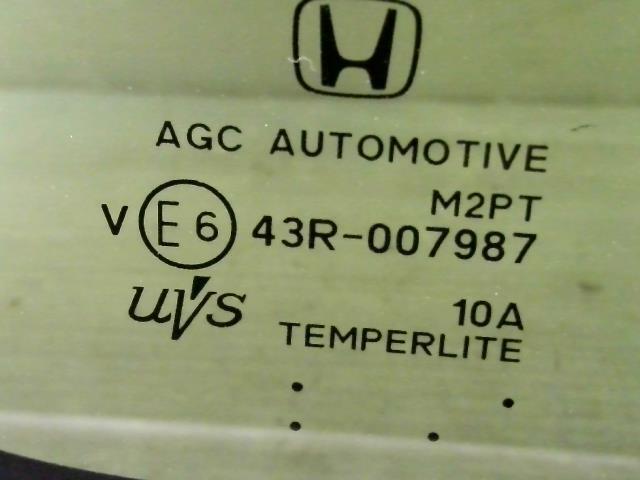 AGC AUTOMOTIVE
M2PT
V E6 43R-007987
uvs 10A
TEMPERLITE